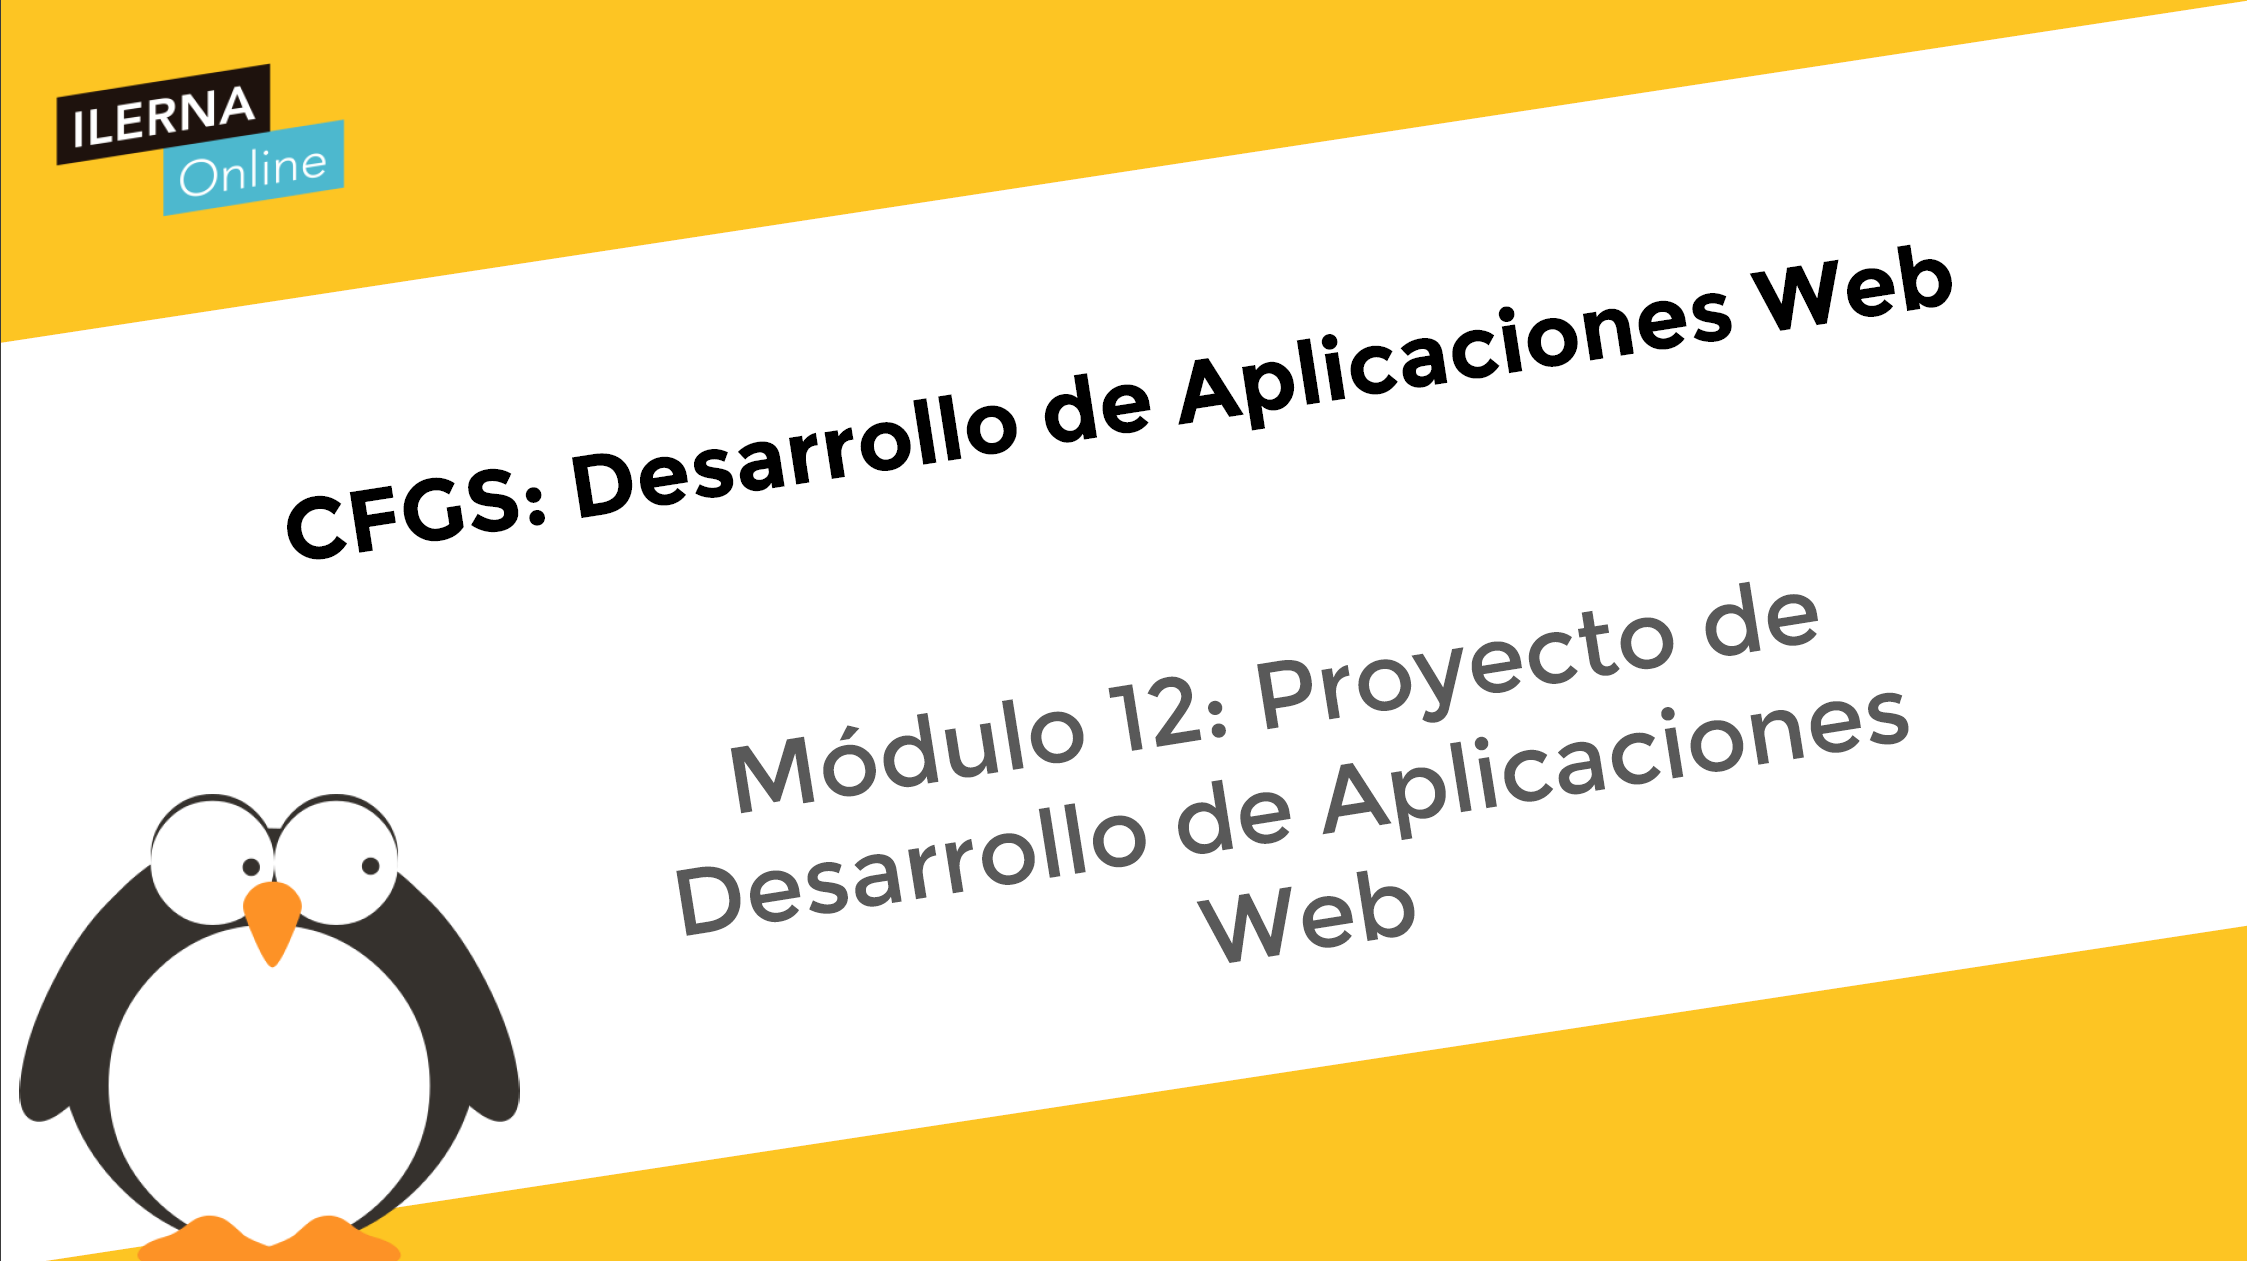 ILERNA
Online
CFGS: Desarrollo de Aplicaciones Web
Módulo 12: Proyecto de
Desarrollo de Aplicaciones
Web